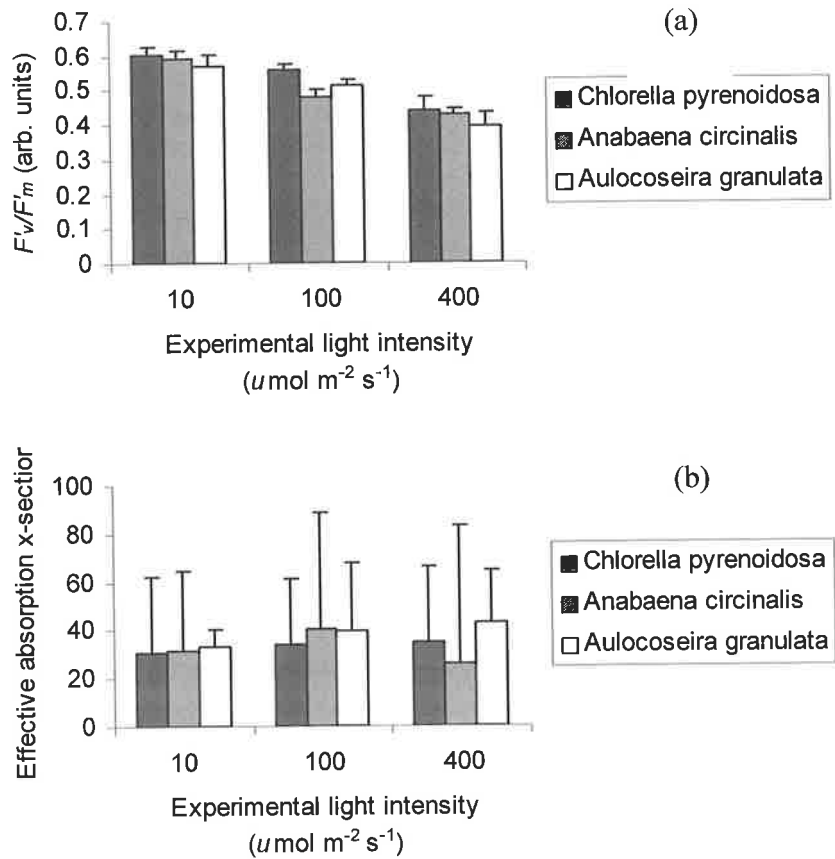 (a)
F'v/F'm (arb. units)
0.7
0.6
0.5
0.4
0.3
0.2
0.1
0
10
100
400
Experimental light intensity
(umol m-2 s-1)
Chlorella pyrenoidosa
Anabaena circinalis
Aulocoseira granulata
(b)
Effective absorption x-sectior
100
80
60
40
20
0
10
100
400
Experimental light intensity
(umol m-2 s-1)
Chlorella pyrenoidosa
Anabaena circinalis
Aulocoseira granulata